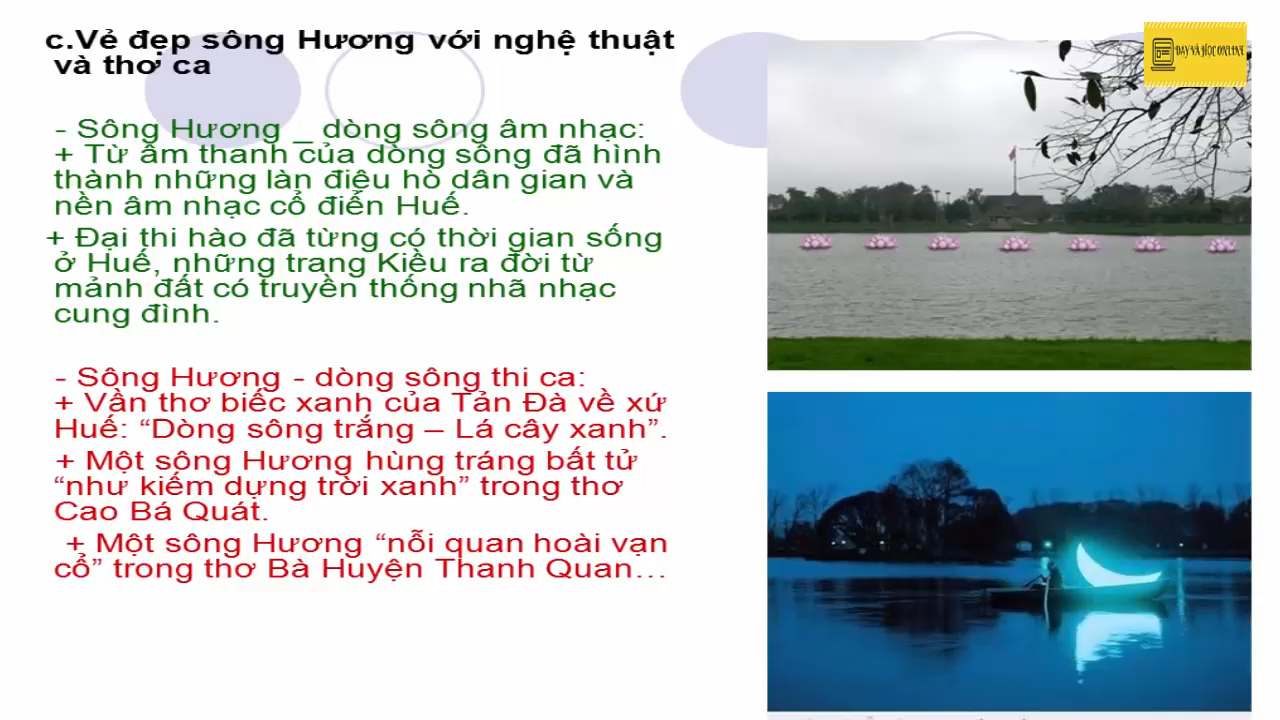 c.Vẻ đẹp sông Hương với nghệ thuật
và thơ ca
- Sông Hương _ dòng sông âm nhạc:
+ Từ âm thanh của dòng sông đã hình
thành những làn điệu hò dân gian và
nền âm nhạc cổ điển Huế.
+ Đại thi hào đã từng có thời gian sống
ở Huế, những trang Kiều ra đời từ
mảnh đất có truyền thống nhã nhạc
cung đình.
- Sông Hương - dòng sông thi ca:
+ Vần thơ biếc xanh của Tản Đà về xứ
Huế: “Dòng sông trắng – Lá cây xanh”.
+ Một sông Hương hùng tráng bất tử
“như kiếm dựng trời xanh” trong thơ
Cao Bá Quát.
+ Một sông Hương “nỗi quan hoài vạn
cổ” trong thơ Bà Huyện Thanh Quan…
DẠY VÀ HỌC ONLINE